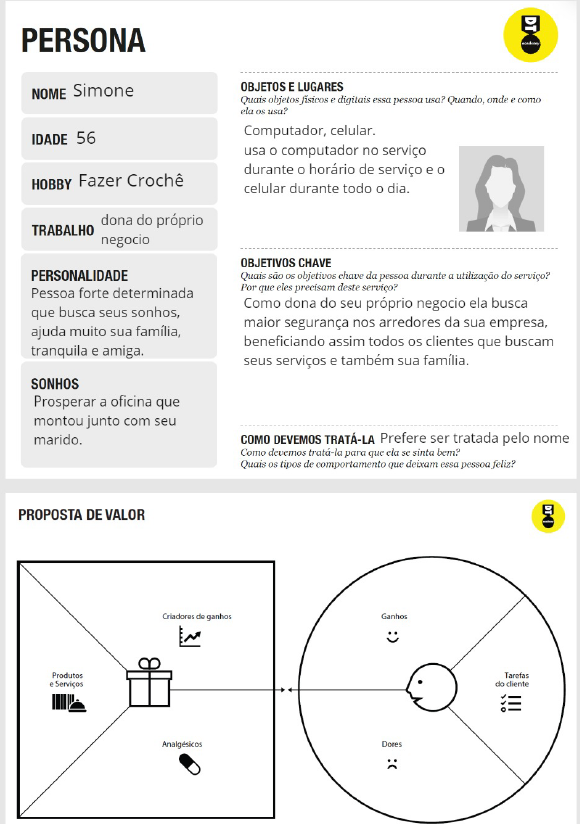 PERSONA
DT
academy
NOME Simone
IDADE 56
HOBBY Fazer Crochê
TRABALHO dona do próprio
negocio
PERSONALIDADE
Pessoa forte determinada
que busca seus sonhos,
ajuda muito sua família,
tranquila e amiga.
SONHOS
Prosperar a oficina que
montou junto com seu
marido.
OBJETOS E LUGARES
Quais objetos físicos e digitais essa pessoa usa? Quando, onde e como
ela os usa?
Computador, celular.
usa o computador no serviço
durante o horário de serviço e o
celular durante todo o dia.
OBJETIVOS CHAVE
Quais são os objetivos chave da pessoa durante a utilização do serviço?
Por que eles precisam deste serviço?
Como dona do seu próprio negocio ela busca
maior segurança nos arredores da sua empresa,
beneficiando assim todos os clientes que buscam
seus serviços e também sua família.
COMO DEVEMOS TRATÁ-LA Prefere ser tratada pelo nome
Como devemos tratá-la para que ela se sinta bem?
Quais os tipos de comportamento que deixam essa pessoa feliz?
PROPOSTA DE VALOR
Criadores de ganhos
Produtos
e Serviços
Analgésicos
Ganhos
Tarefas
do cliente
Dores